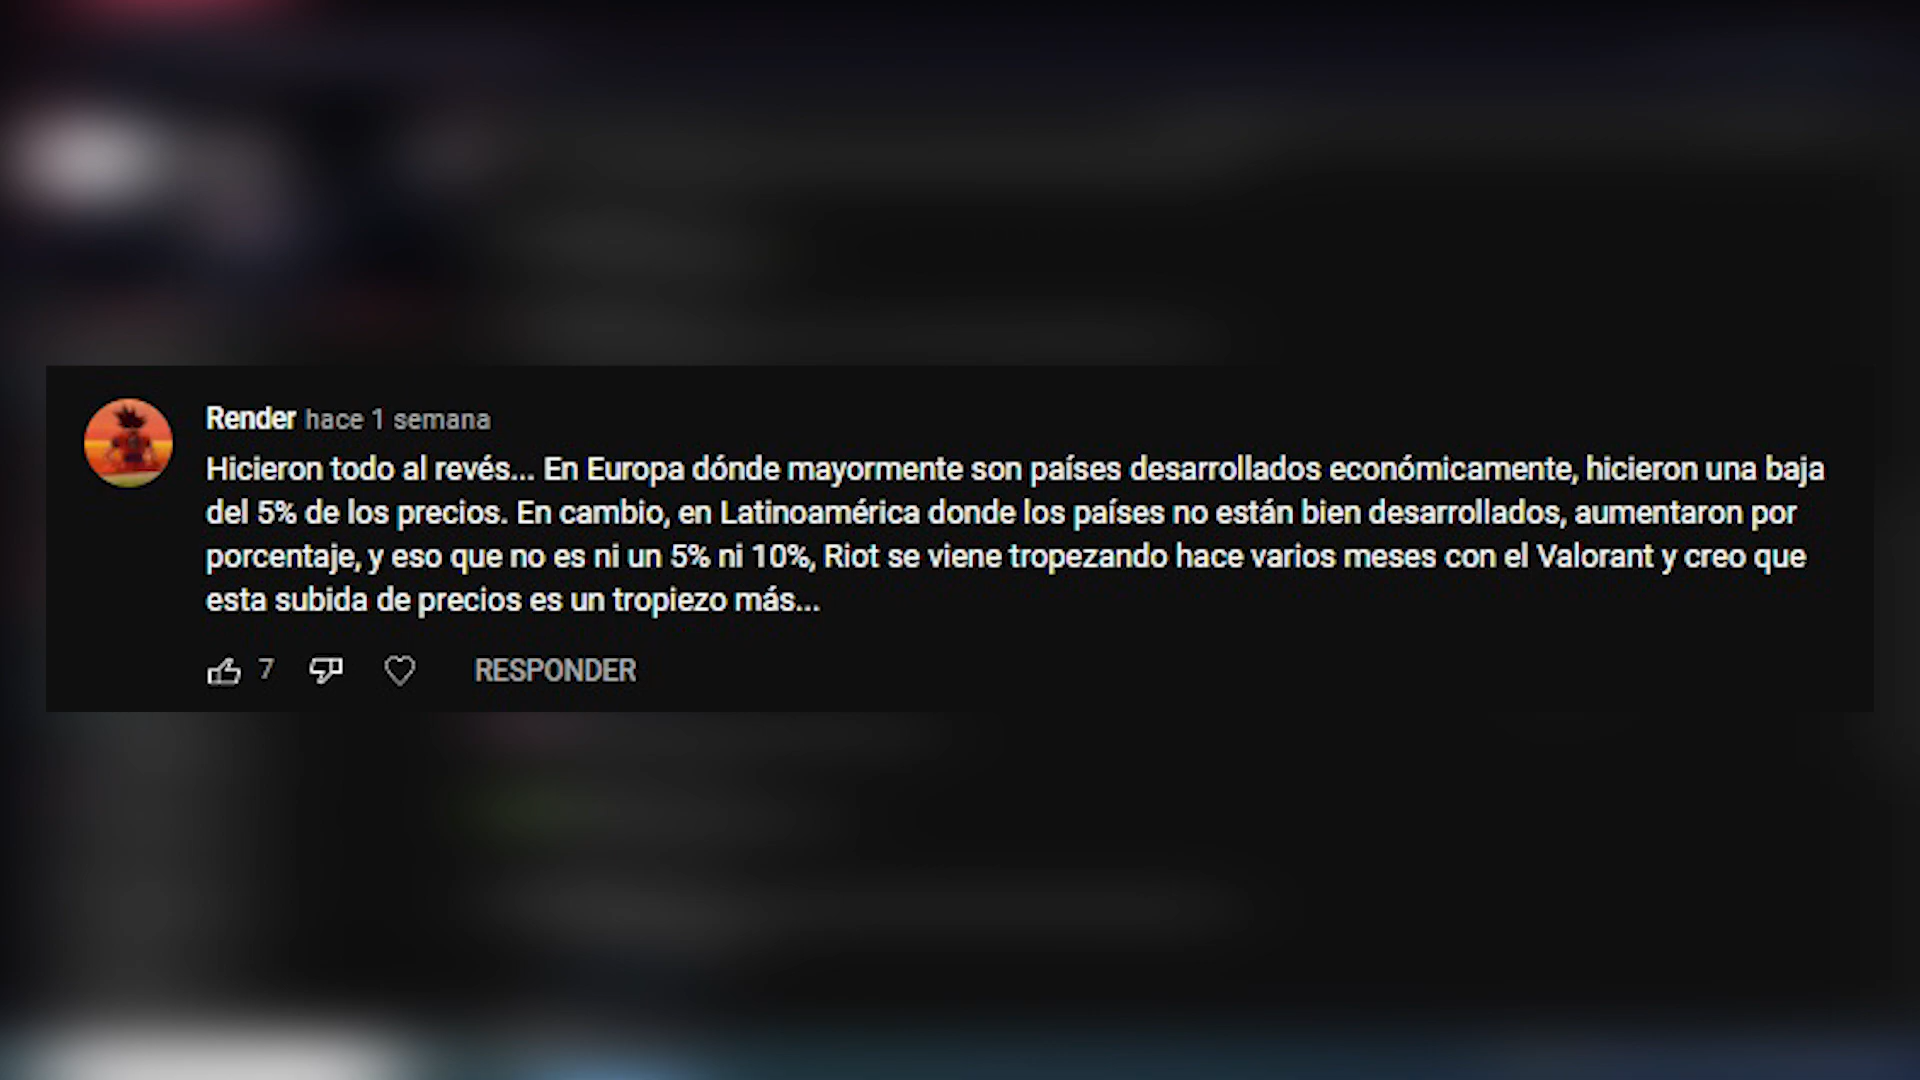 Render hace 1 semana
Hicieron todo al revés... En Europa dónde mayormente son países desarrollados económicamente, hicieron una baja
del 5% de los precios. En cambio, en Latinoamérica donde los países no están bien desarrollados, aumentaron por
porcentaje, y eso que no es ni un 5% ni 10%, Riot se viene tropezando hace varios meses con el Valorant y creo que
esta subida de precios es un tropiezo más...
7 RESPONDER